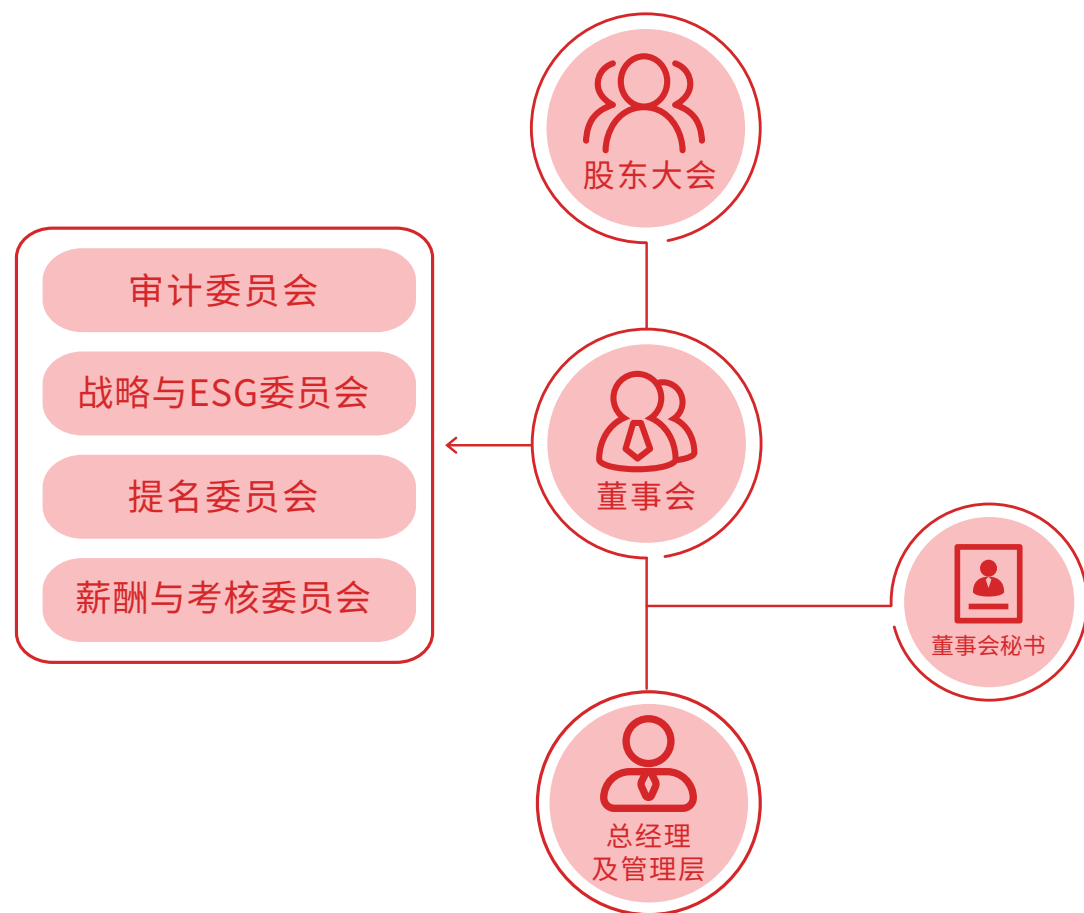 股东大会
审计委员会
战略与ESG委员会
提名委员会
薪酬与考核委员会
董事会
董事会秘书
总经理
及管理层